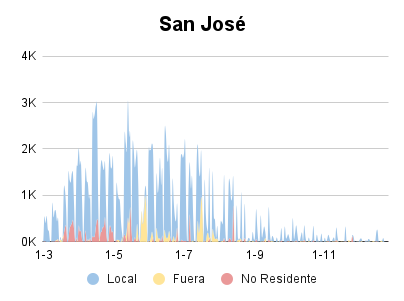 San José
4K
3K
2K
1K
0K
1-3 1-5 1-7 1-9 1-11
Local Fuera No Residente